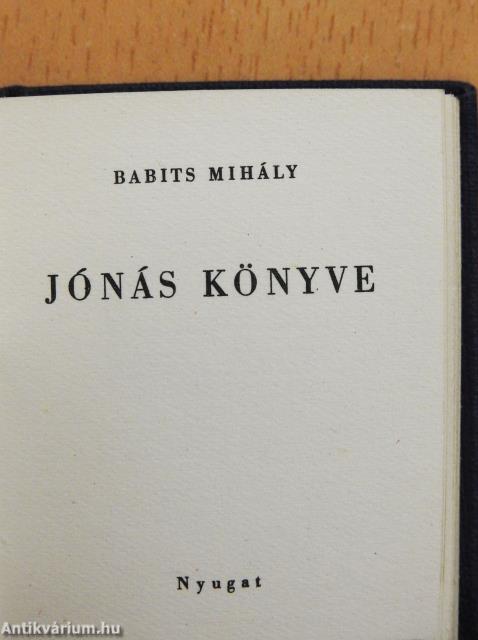 BABITS MIHÁLY
JÓNÁS KÖNYVE
Nyugat
Antikvárium.hu